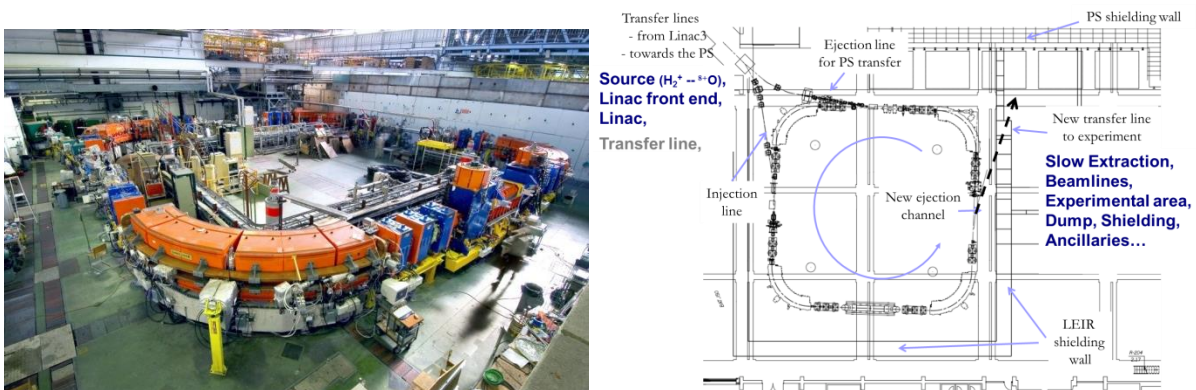 Transfer lines
- from Linac3
- towards the PS
Source (H₂⁺ -- ⁸⁺O),
Linac front end,
Linac,
Transfer line,
Ejection line
for PS transfer
PS shielding wall
New transfer line
to experiment
Slow Extraction,
Beamlines,
Experimental area,
Dump, Shielding,
Ancillaries…
Injection
line
New ejection
channel
LEIR
shielding
wall
R-004